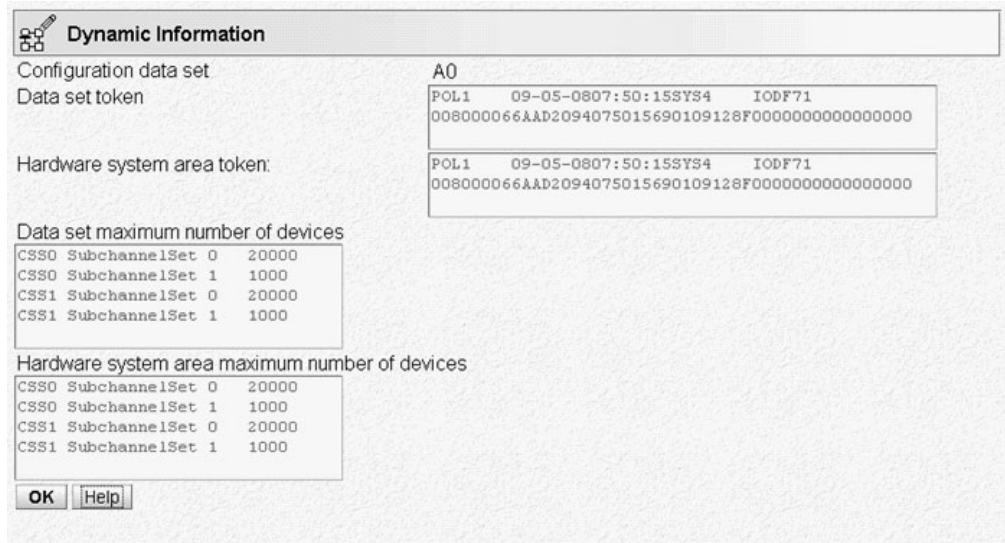 Dynamic Information
Configuration data set A0
Data set token
POL1 09-05-0807:50:15SYS4 IODF71
008000066AAD2094075015690109128F0000000000000000
Hardware system area token:
POL1 09-05-0807:50:15SYS4 IODF71
008000066AAD2094075015690109128F0000000000000000
Data set maximum number of devices
CSS0 SubchannelSet 0 20000
CSS0 SubchannelSet 1 1000
CSS1 SubchannelSet 0 20000
CSS1 SubchannelSet 1 1000
Hardware system area maximum number of devices
CSS0 SubchannelSet 0 20000
CSS0 SubchannelSet 1 1000
CSS1 SubchannelSet 0 20000
CSS1 SubchannelSet 1 1000
OK Help